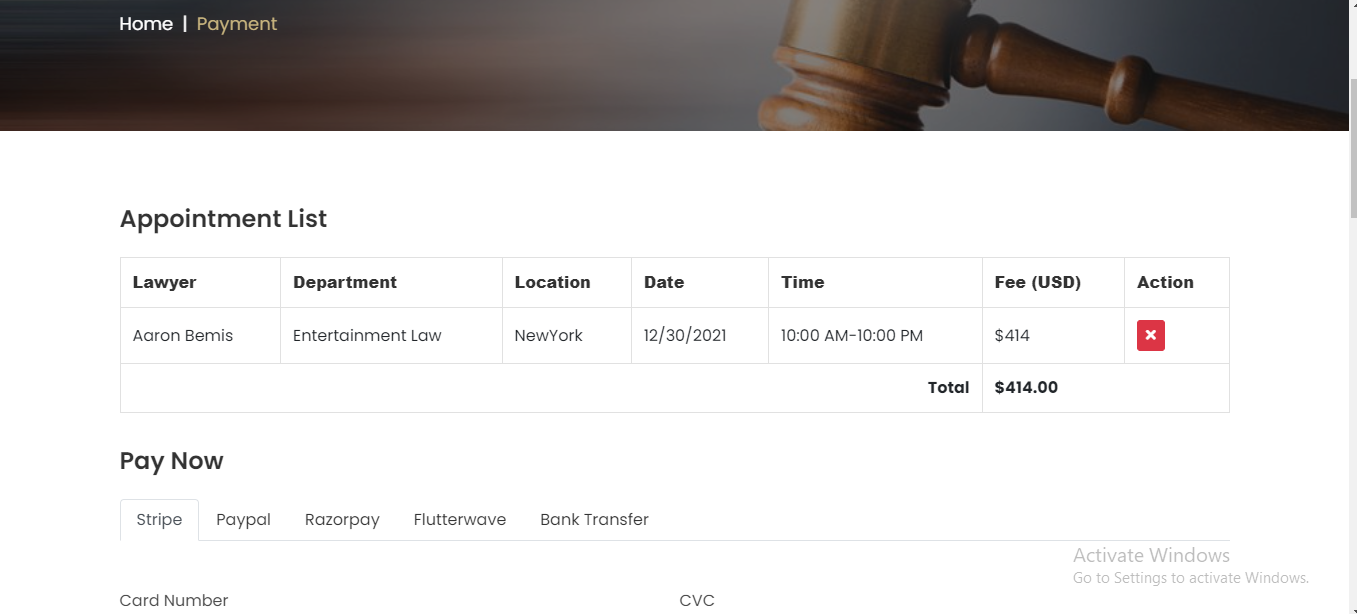 Home | Payment
Appointment List
Lawyer Department Location Date Time Fee (USD) Action
Aaron Bemis Entertainment Law NewYork 12/30/2021 10:00 AM-10:00 PM $414
Total $414.00
Pay Now
Stripe Paypal Razorpay Flutterwave Bank Transfer
Activate Windows
Go to Settings to activate Windows.
Card Number CVC